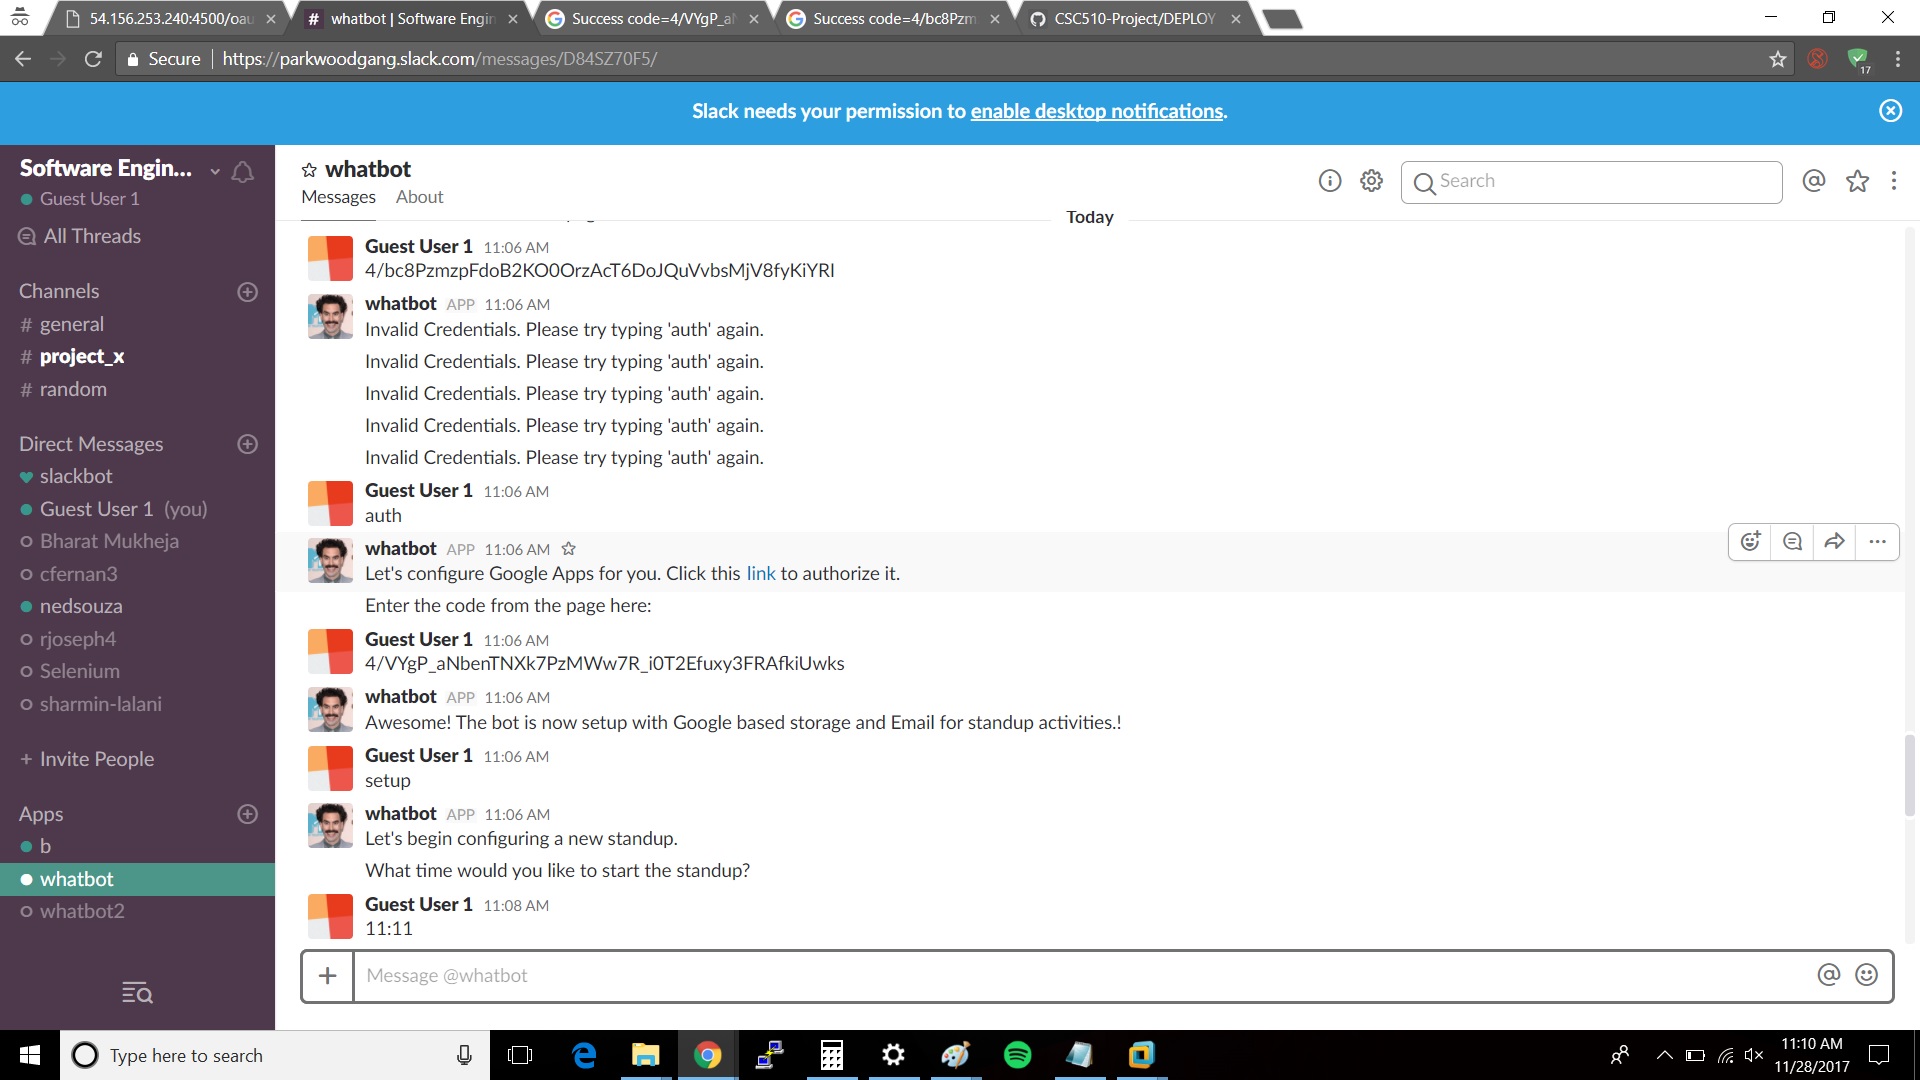 54.156.253.240:4500/oau
whatbot | Software Engin
Success code=4/VYgP_aN
Success code=4/bc8Pzm
CSC510-Project/DEPLOY
Secure
https://parkwoodgang.slack.com/messages/D84SZ70F5/
17
Slack needs your permission to enable desktop notifications.
Software Engin...
Guest User 1
All Threads
Channels
# general
# project_x
# random
Direct Messages
slackbot
Guest User 1 (you)
Bharat Mukheja
cfernan3
nedsouza
rjoseph4
Selenium
sharmin-lalani
+ Invite People
Apps
b
whatbot
whatbot2
whatbot
Messages About
Search
Today
Guest User 1 11:06 AM
4/bc8PzmzpFdoB2KO0OrzAcT6DoJQuVvbsMjV8fyKiYRI
whatbot APP 11:06 AM
Invalid Credentials. Please try typing 'auth' again.
Invalid Credentials. Please try typing 'auth' again.
Invalid Credentials. Please try typing 'auth' again.
Invalid Credentials. Please try typing 'auth' again.
Invalid Credentials. Please try typing 'auth' again.
Guest User 1 11:06 AM
auth
whatbot APP 11:06 AM
Let's configure Google Apps for you. Click this link to authorize it.
Enter the code from the page here:
Guest User 1 11:06 AM
4/VYgP_aNbenTNXk7PzMWw7R_i0T2Efuxy3FRAfkiUwks
whatbot APP 11:06 AM
Awesome! The bot is now setup with Google based storage and Email for standup activities.!
Guest User 1 11:06 AM
setup
whatbot APP 11:06 AM
Let's begin configuring a new standup.
What time would you like to start the standup?
Guest User 1 11:08 AM
11:11
Message @whatbot
Type here to search
11:10 AM
11/28/2017